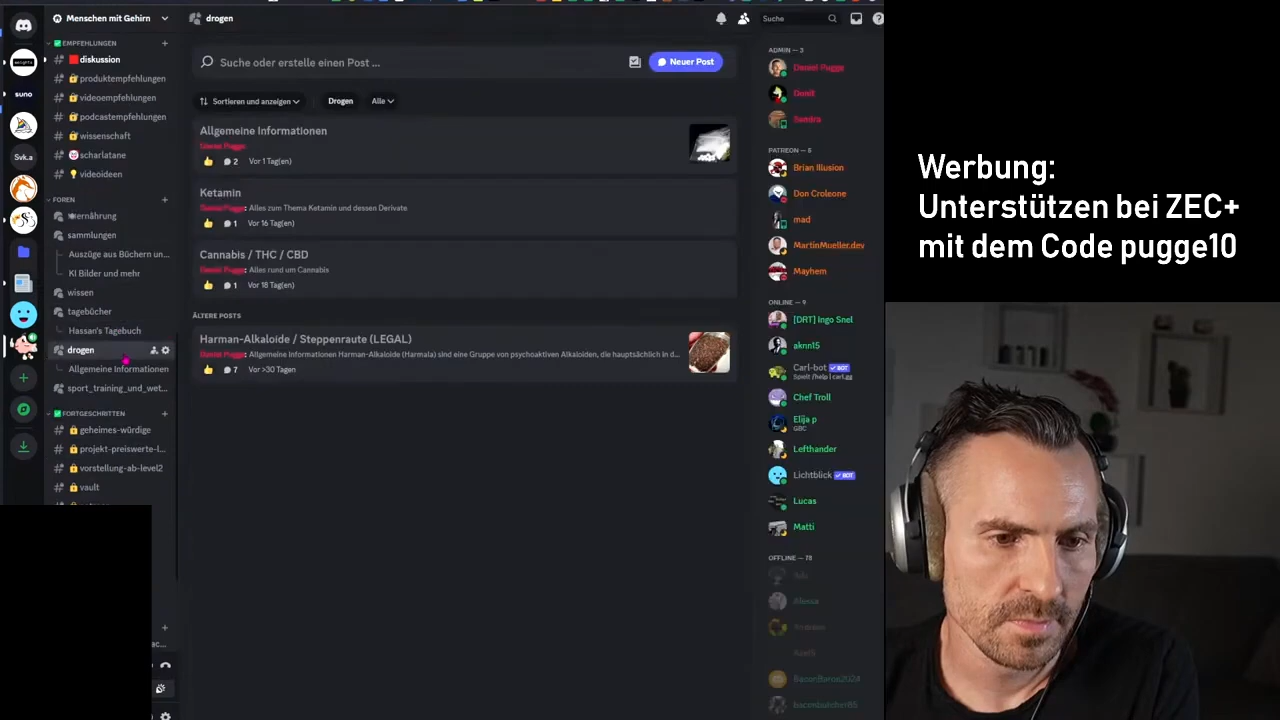 Menschen mit Gehirn
drogen
Suche
EMPFEHLUNGEN
diskussion
produktempfehlungen
videoempfehlungen
podcastempfehlungen
wissenschaft
scharlatane
videoideen
FOREN
ernährung
sammlungen
Auszüge aus Büchern un...
KI Bilder und mehr
wissen
tagebücher
Hassan's Tagebuch
drogen
Allgemeine Informationen
sport_training_und_wet...
FORTGESCHRITTEN
geheimes-würdige
projekt-preiswerte-l...
vorstellung-ab-level2
vault
suno
Svk.a
Suche oder erstelle einen Post ...
Neuer Post
Sortieren und anzeigen
Drogen
Alle
Allgemeine Informationen
2 Vor 1 Tag(en)
Ketamin
Alles zum Thema Ketamin und dessen Derivate
1 Vor 16 Tag(en)
Cannabis / THC / CBD
Alles rund um Cannabis
1 Vor 18 Tag(en)
ÄLTERE POSTS
Harman-Alkaloide / Steppenraute (LEGAL)
Allgemeine Informationen Harman-Alkaloide (Harmala) sind eine Gruppe von psychoaktiven Alkaloiden, die hauptsächlich in d...
7 Vor >30 Tagen
ADMIN — 3
Daniel Pugge
Sandra
PATREON — 5
Brian Illusion
Don Croleone
mad
MartinMueller.dev
Mayhem
ONLINE — 9
[DRT] Ingo Snel
aknn15
Carl-bot BOT
Spielt /help | carl.gg
Chef Troll
Elija p
GBC
Lefthander
Lichtblick BOT
Lucas
Matti
OFFLINE — 78
Werbung:
Unterstützen bei ZEC+
mit dem Code pugge10